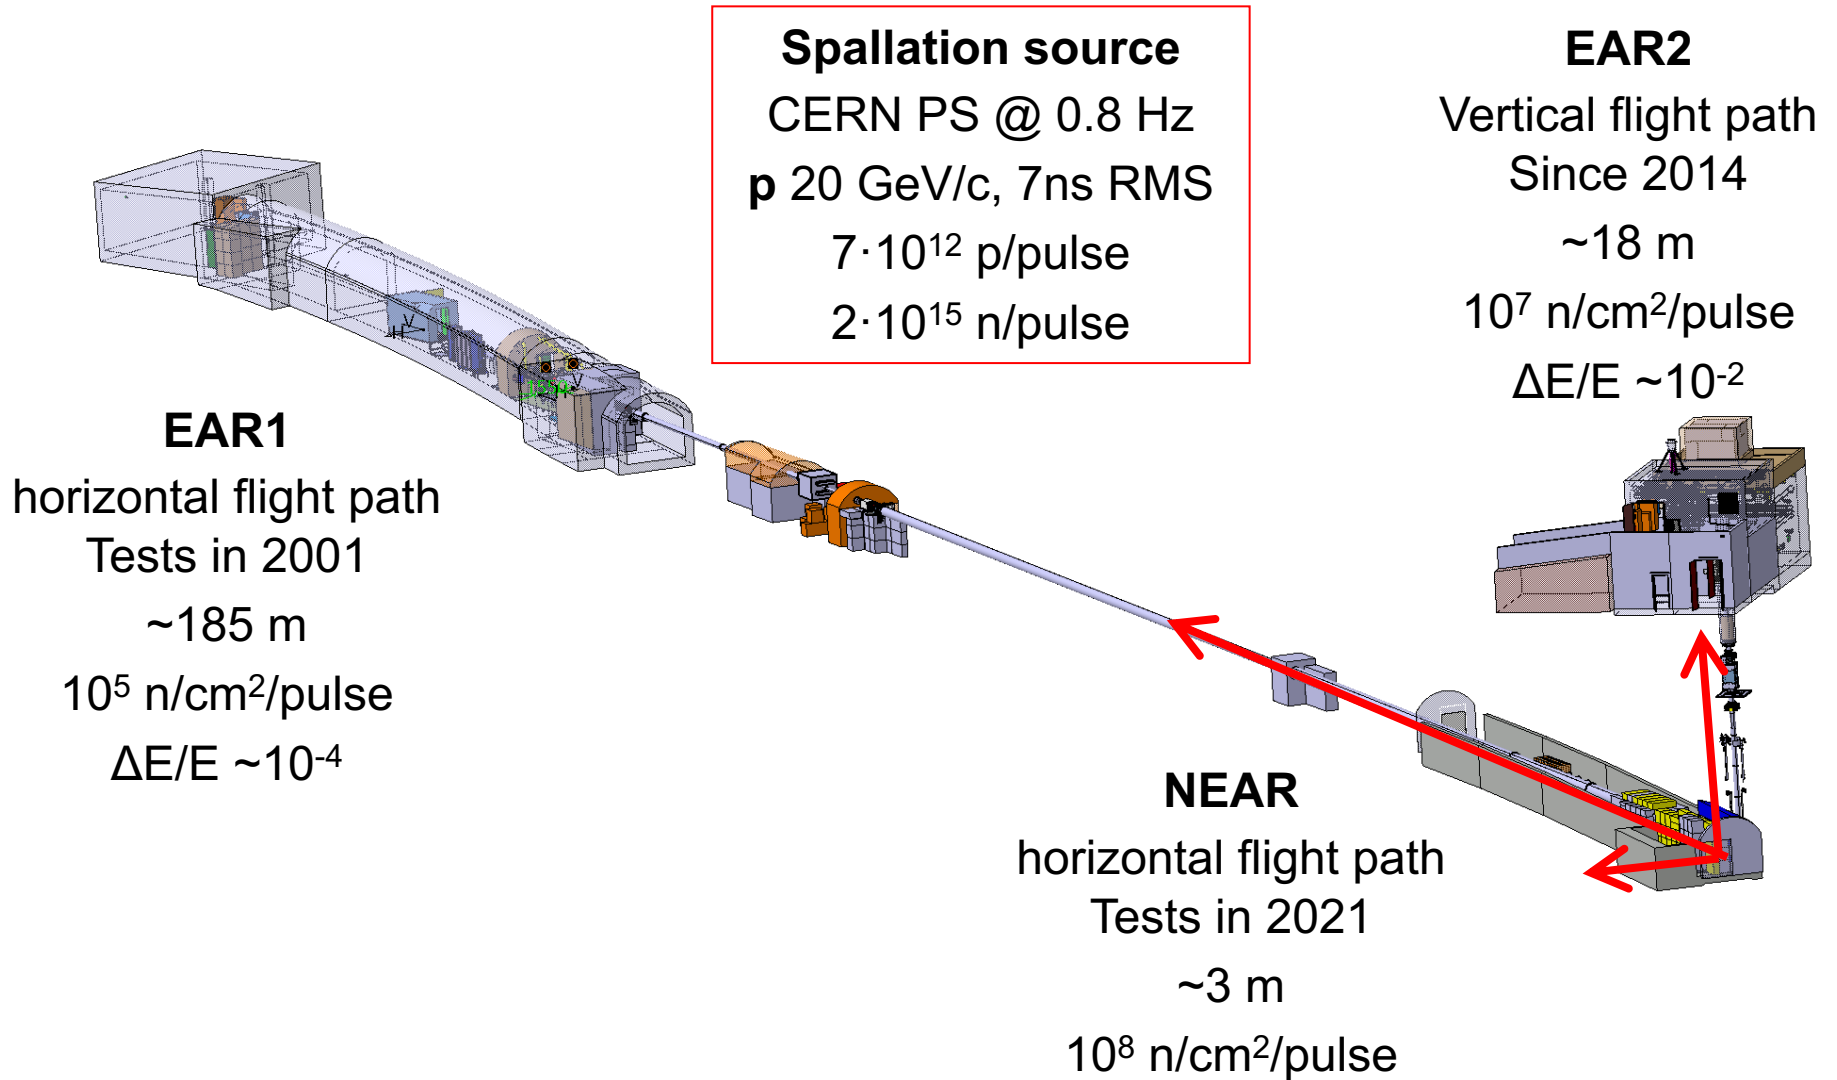 Spallation source
CERN PS @ 0.8 Hz
p 20 GeV/c, 7ns RMS
7·10¹² p/pulse
2·10¹⁵ n/pulse
EAR2
Vertical flight path
Since 2014
~18 m
10⁷ n/cm²/pulse
ΔE/E ~10⁻²
EAR1
horizontal flight path
Tests in 2001
~185 m
10⁵ n/cm²/pulse
ΔE/E ~10⁻⁴
NEAR
horizontal flight path
Tests in 2021
~3 m
10⁸ n/cm²/pulse
V
H
V